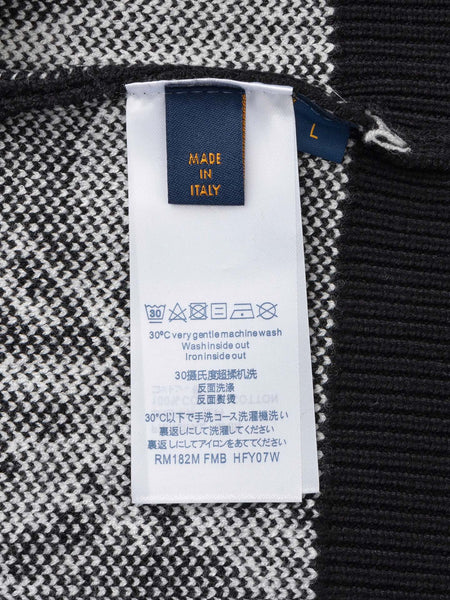 MADE
IN
ITALY
L
30
30ºC very gentle machine wash
Wash inside out
Iron inside out
30摄氏度超揉机洗
反面洗涤
反面熨烫
30℃以下で手洗コース洗濯機洗い
裏返しにして洗濯してください
裏返しにしてアイロンをあててください
RM182M FMB HFY07W